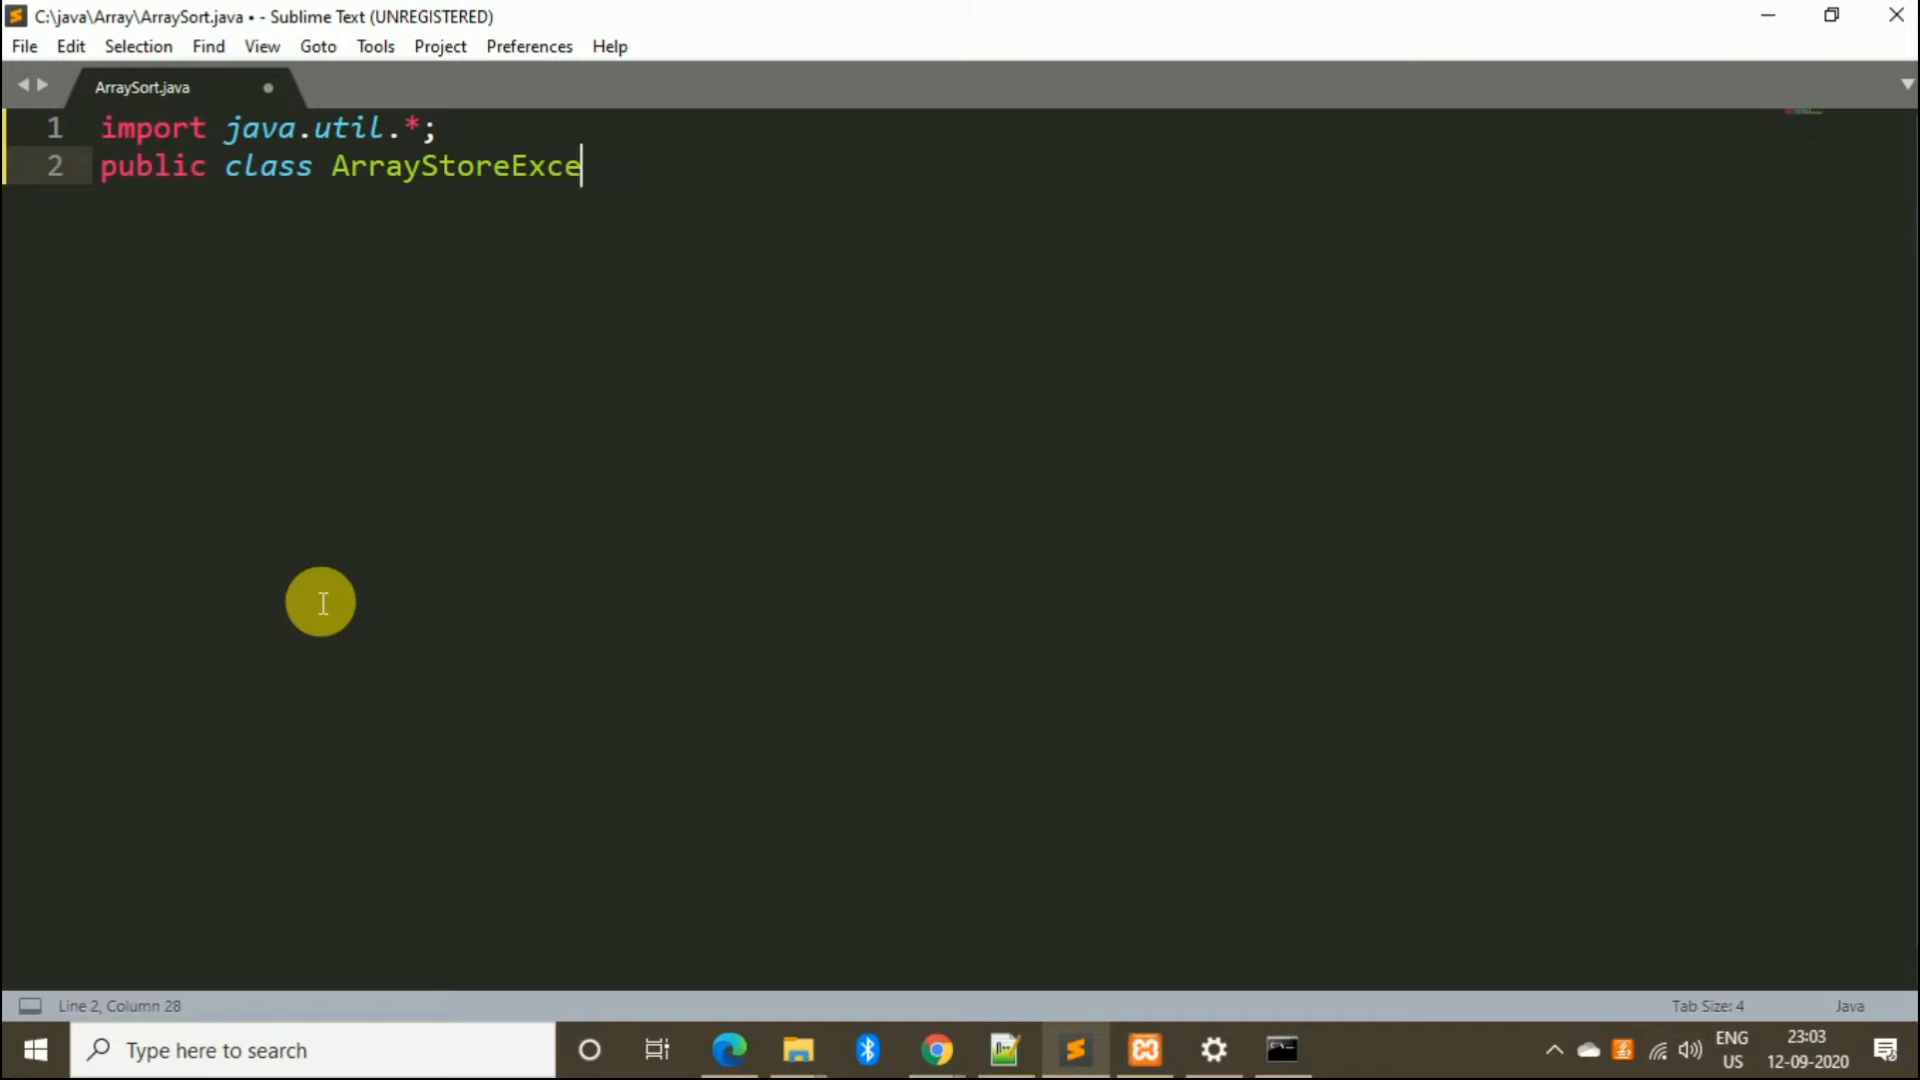 C:\java\Array\ArraySort.java • - Sublime Text (UNREGISTERED)
File Edit Selection Find View Goto Tools Project Preferences Help
ArraySort.java
1 import java.util.*;
2 public class ArrayStoreExce
Line 2, Column 28 Tab Size: 4 Java
Type here to search
ENG 23:03
US 12-09-2020